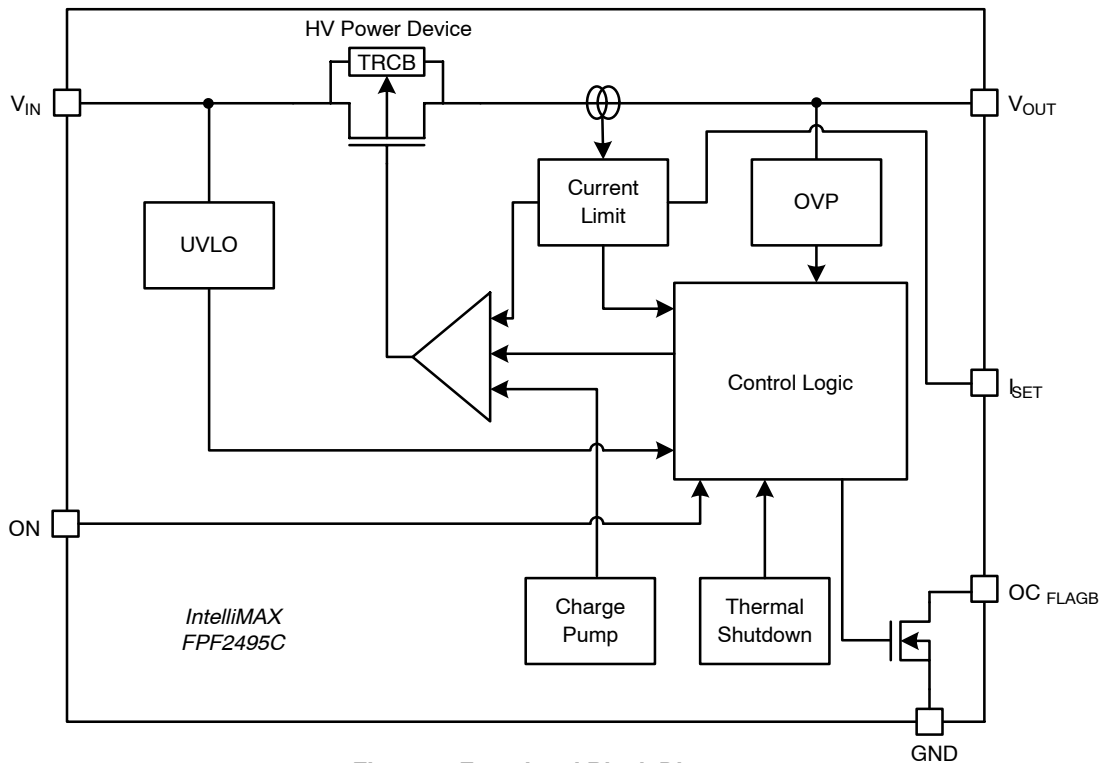 HV Power Device
TRCB
VIN
VOUT
Current
Limit
OVP
UVLO
Control Logic
ISET
ON
OC FLAGB
IntelliMAX
FPF2495C
Charge
Pump
Thermal
Shutdown
GND